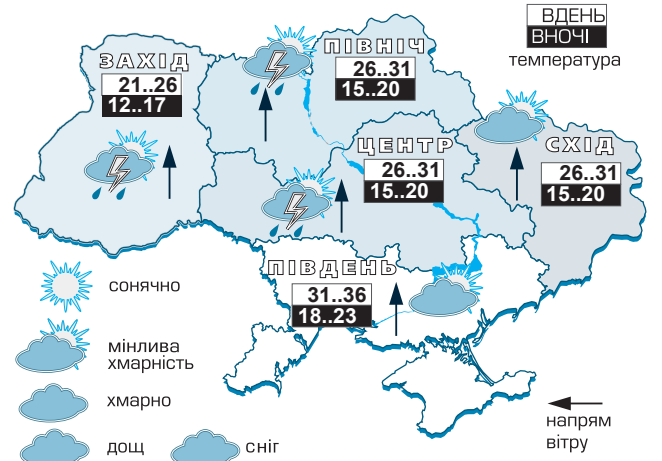 ВДЕНЬ
ВНОЧІ
температура
ПІВНІЧ
26..31
15..20
ЗАХІД
21..26
12..17
ЦЕНТР
26..31
15..20
СХІД
26..31
15..20
ПІВДЕНЬ
31..36
18..23
сонячно
мінлива
хмарність
хмарно
дощ
сніг
напрям
вітру